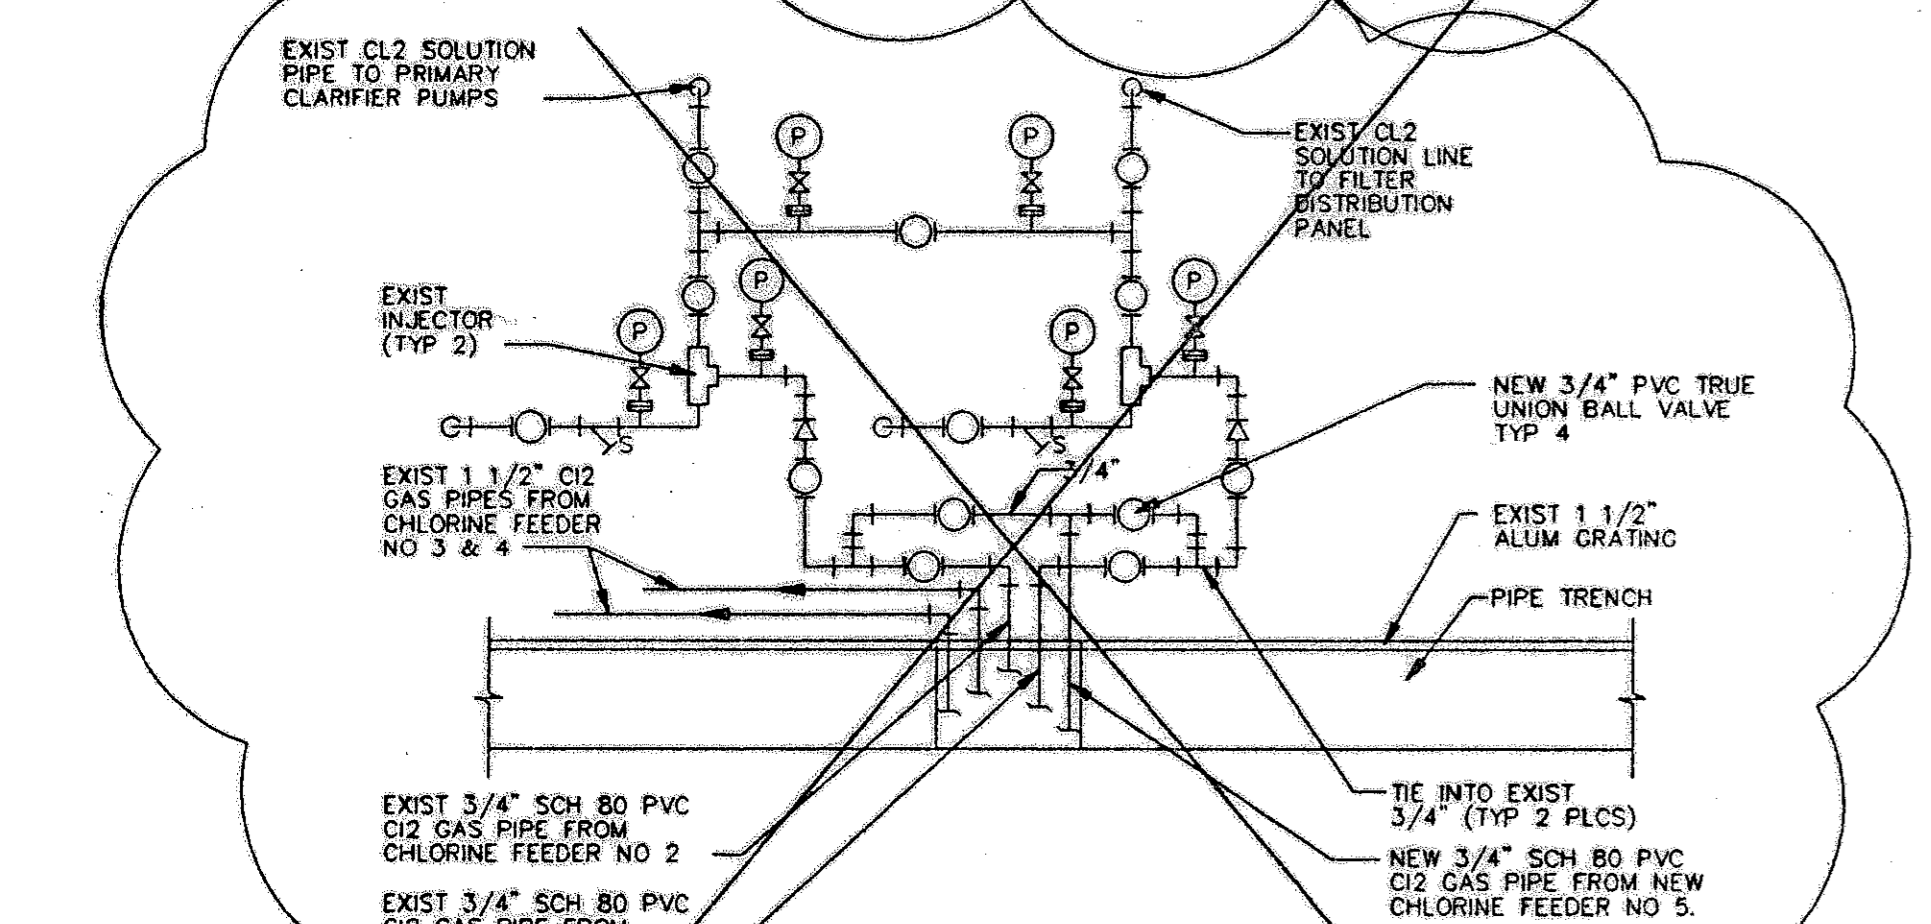 EXIST CL2 SOLUTION
PIPE TO PRIMARY
CLARIFIER PUMPS
P
P
EXIST CL2
SOLUTION LINE
TO FILTER
DISTRIBUTION
PANEL
P
P
EXIST
INJECTOR
(TYP 2)
P
P
NEW 3/4" PVC TRUE
UNION BALL VALVE
TYP 4
S
S
3/4"
EXIST 1 1/2" Cl2
GAS PIPES FROM
CHLORINE FEEDER
NO 3 & 4
EXIST 1 1/2"
ALUM GRATING
PIPE TRENCH
TIE INTO EXIST
3/4" (TYP 2 PLCS)
EXIST 3/4" SCH 80 PVC
Cl2 GAS PIPE FROM
CHLORINE FEEDER NO 2
NEW 3/4" SCH 80 PVC
Cl2 GAS PIPE FROM NEW
CHLORINE FEEDER NO 5.
EXIST 3/4" SCH 80 PVC
Cl2 GAS PIPE FROM